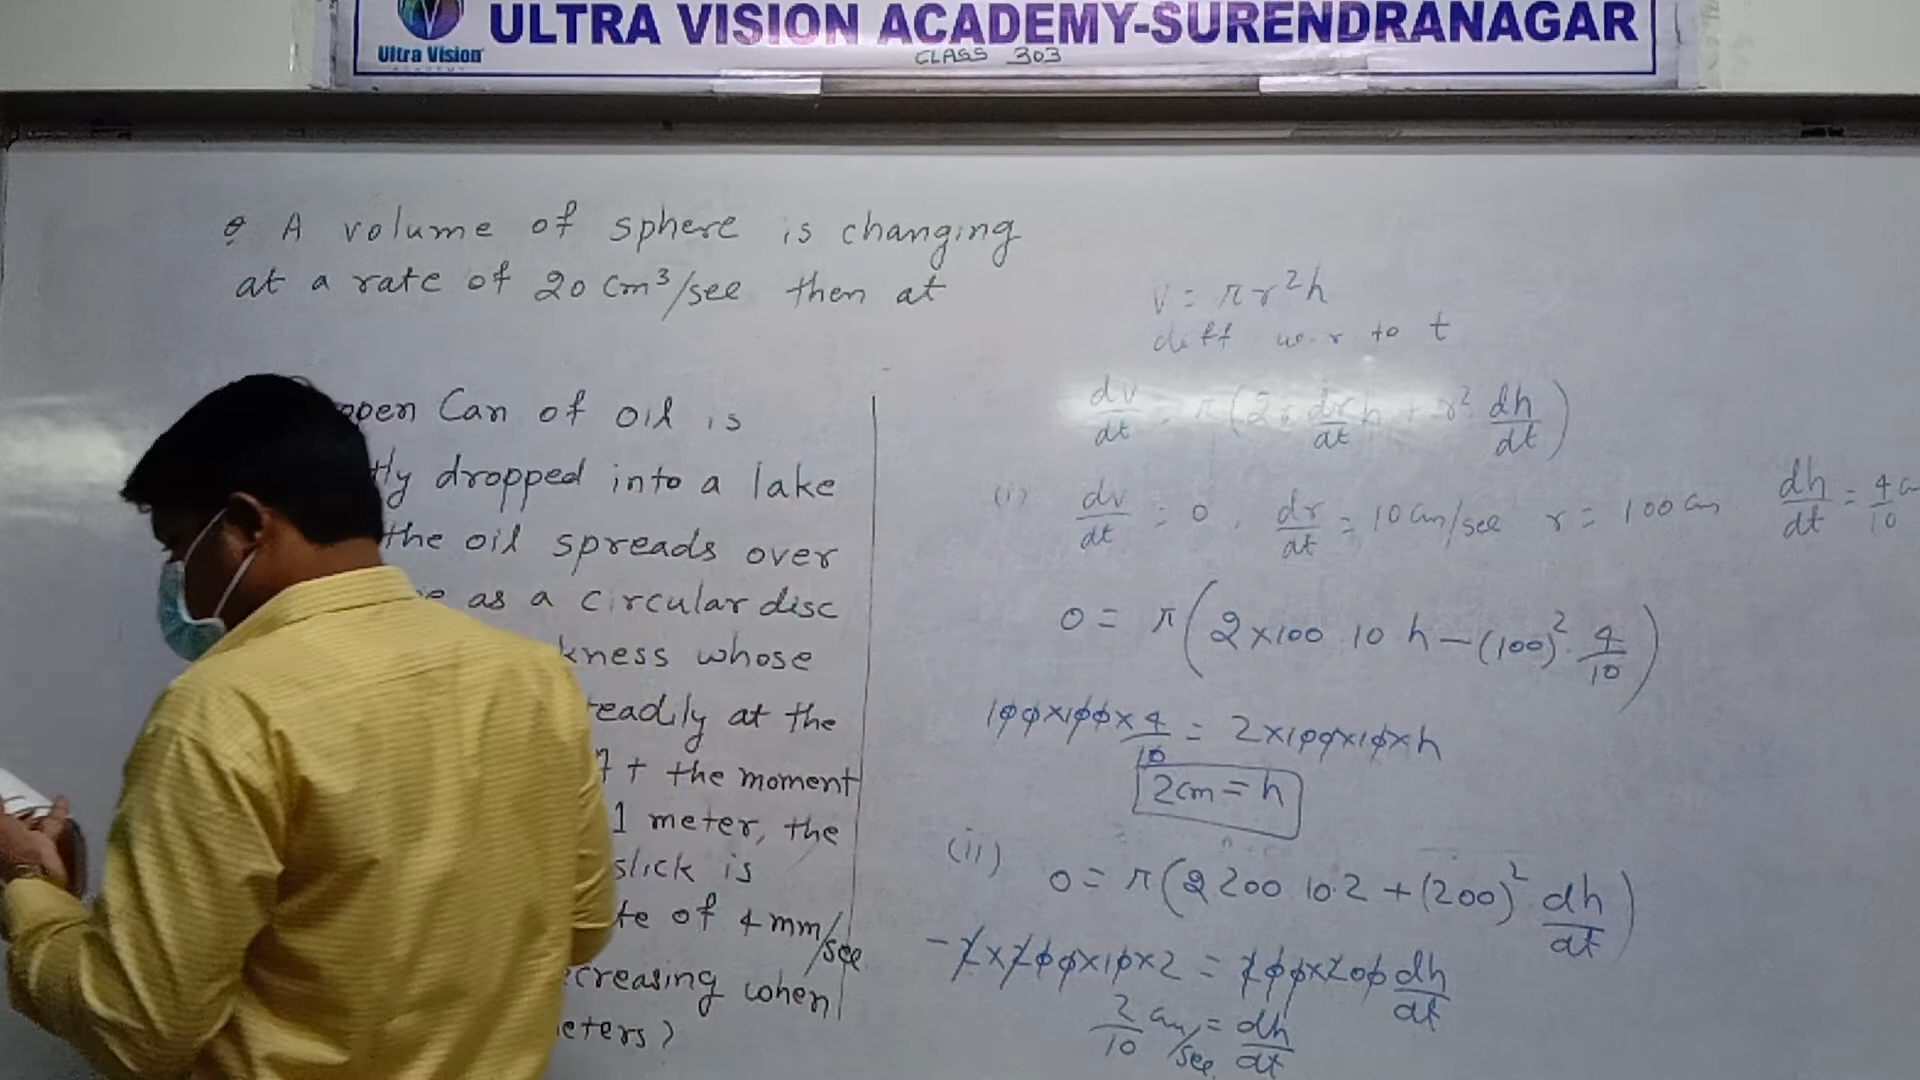 ULTRA VISION ACADEMY-SURENDRANAGAR
Ultra Vision
ACADEMY
CLASS 303
Q A volume of sphere is changing
at a rate of 20 cm³/sec then at
open Can of oil is
tly dropped into a lake
the oil spreads over
as a circular disc
kness whose
teadily at the
t the moment
1 meter, the
slick is
te of 4 mm/sec
creasing when
eters?
V = πr²h
diff w.r to t
dv/dt = π(2r dr/dt h + r² dh/dt)
(i) dv/dt = 0, dr/dt = 10 cm/sec r = 100 cm dh/dt = 4/10
0 = π(2×100 10 h − (100)² · 4/10)
100×100×4/10 = 2×100×10×h
2cm = h
(ii) 0 = π(2 200 10·2 + (200)² dh/dt)
−2×200×10×2 = 200×200 dh/dt
2/10 cm/sec = dh/dt